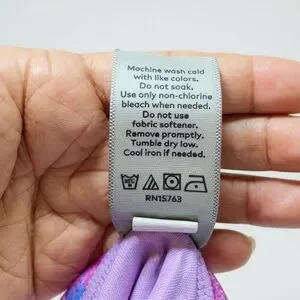 Machine wash cold
with like colors.
Do not soak.
Use only non-chlorine
bleach when needed.
Do not use
fabric softener.
Remove promptly.
Tumble dry low.
Cool iron if needed.
RN15763